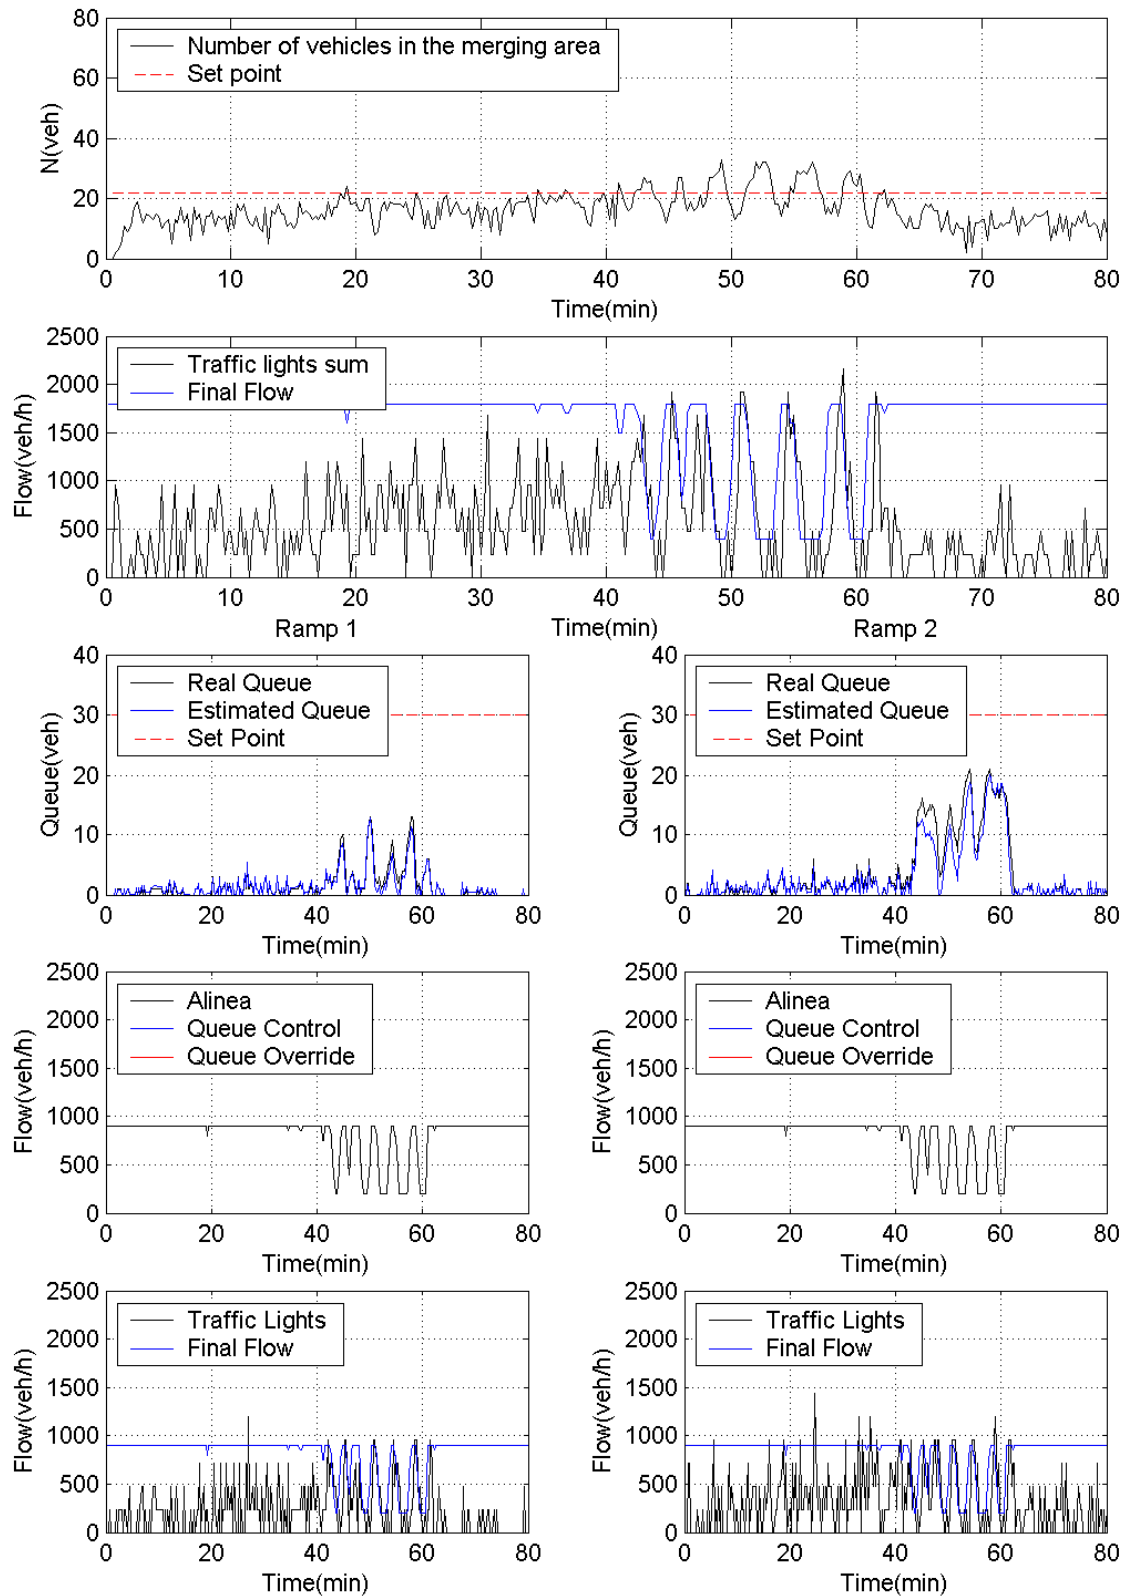 80
60
40
20
0
N(veh)
Number of vehicles in the merging area
Set point
0 10 20 30 40 50 60 70 80
Time(min)
2500
2000
1500
1000
500
0
Flow(veh/h)
Traffic lights sum
Final Flow
0 10 20 30 40 50 60 70 80
Time(min)
Ramp 1
Ramp 2
40
30
20
10
0
Queue(veh)
Real Queue
Estimated Queue
Set Point
0 20 40 60 80
Time(min)
40
30
20
10
0
Queue(veh)
Real Queue
Estimated Queue
Set Point
0 20 40 60 80
Time(min)
2500
2000
1500
1000
500
0
Flow(veh/h)
Alinea
Queue Control
Queue Override
0 20 40 60 80
Time(min)
2500
2000
1500
1000
500
0
Flow(veh/h)
Alinea
Queue Control
Queue Override
0 20 40 60 80
Time(min)
2500
2000
1500
1000
500
0
Flow(veh/h)
Traffic Lights
Final Flow
0 20 40 60 80
Time(min)
2500
2000
1500
1000
500
0
Flow(veh/h)
Traffic Lights
Final Flow
0 20 40 60 80
Time(min)